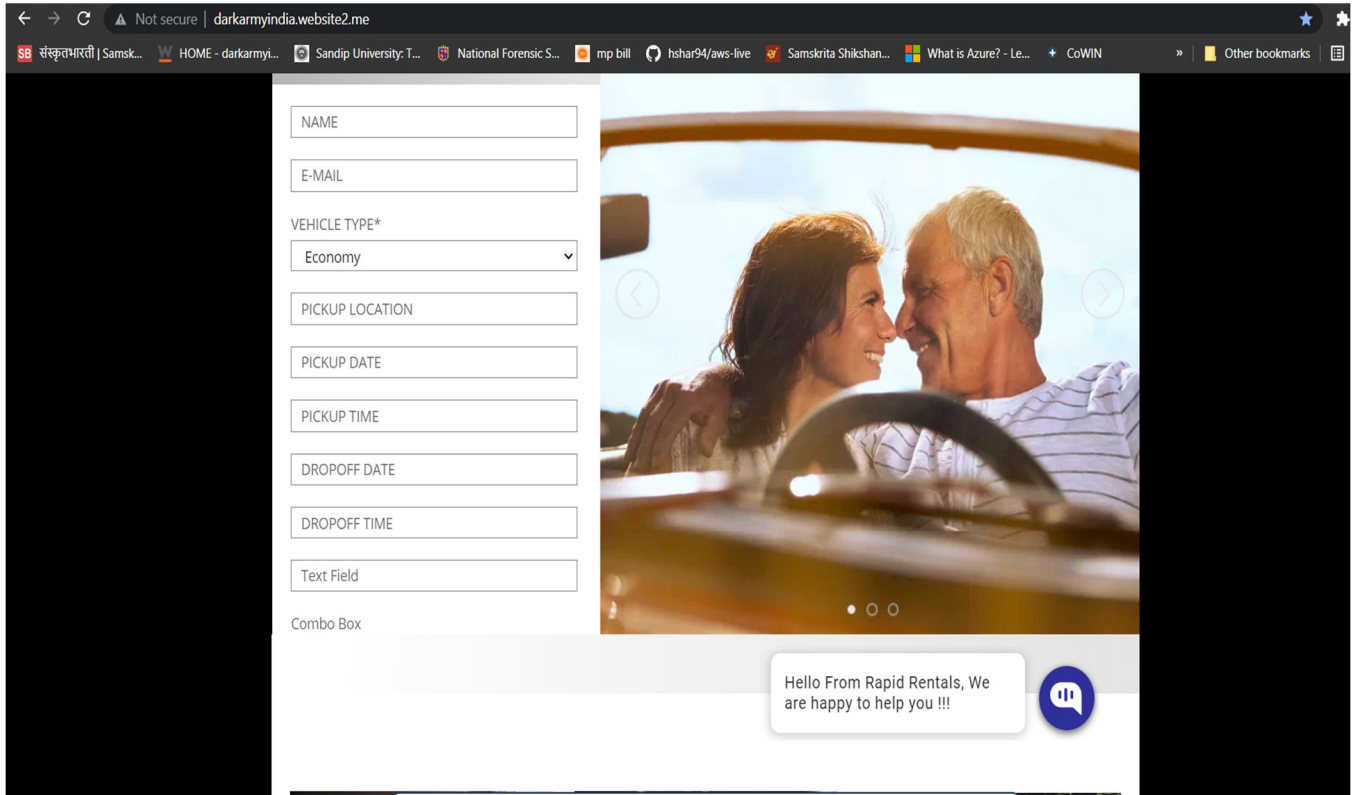 Not secure | darkarmyindia.website2.me
SB संस्कृतभारती | Samsk... HOME - darkarmyi... Sandip University: T... National Forensic S... mp bill hshar94/aws-live Samskrita Shikshan... What is Azure? - Le... CoWIN » Other bookmarks
NAME
E-MAIL
VEHICLE TYPE*
Economy
PICKUP LOCATION
PICKUP DATE
PICKUP TIME
DROPOFF DATE
DROPOFF TIME
Text Field
Combo Box
Hello From Rapid Rentals, We
are happy to help you !!!